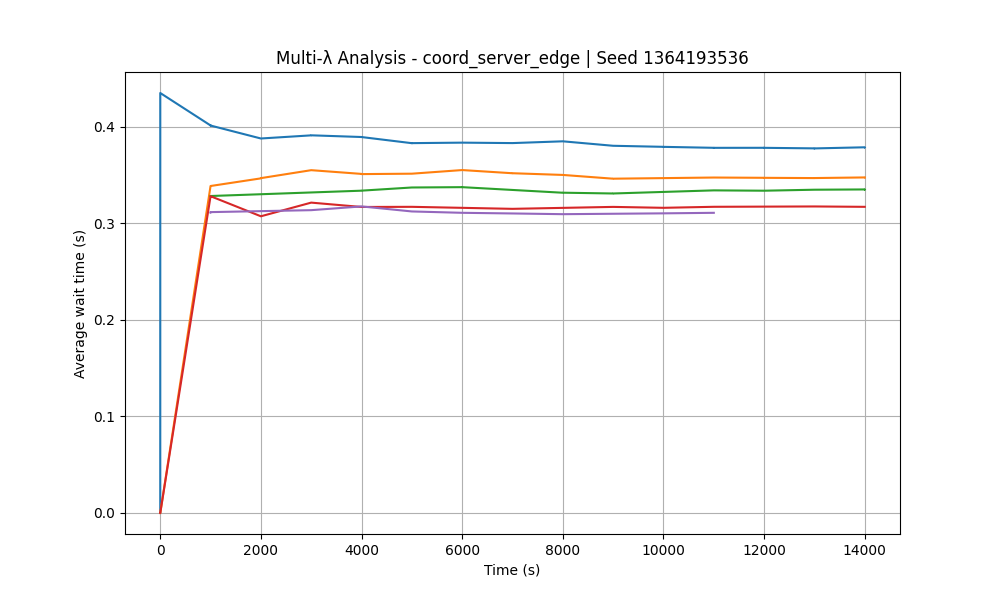 Multi-λ Analysis - coord_server_edge | Seed 1364193536
Average wait time (s)
0.4
0.3
0.2
0.1
0.0
0 2000 4000 6000 8000 10000 12000 14000
Time (s)